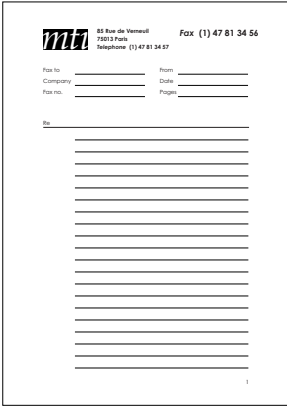 mti
85 Rue de Verneuil
75013 Paris
Telephone (1) 47 81 34 57
Fax (1) 47 81 34 56
Fax to
From
Company
Date
Fax no.
Pages
Re
1